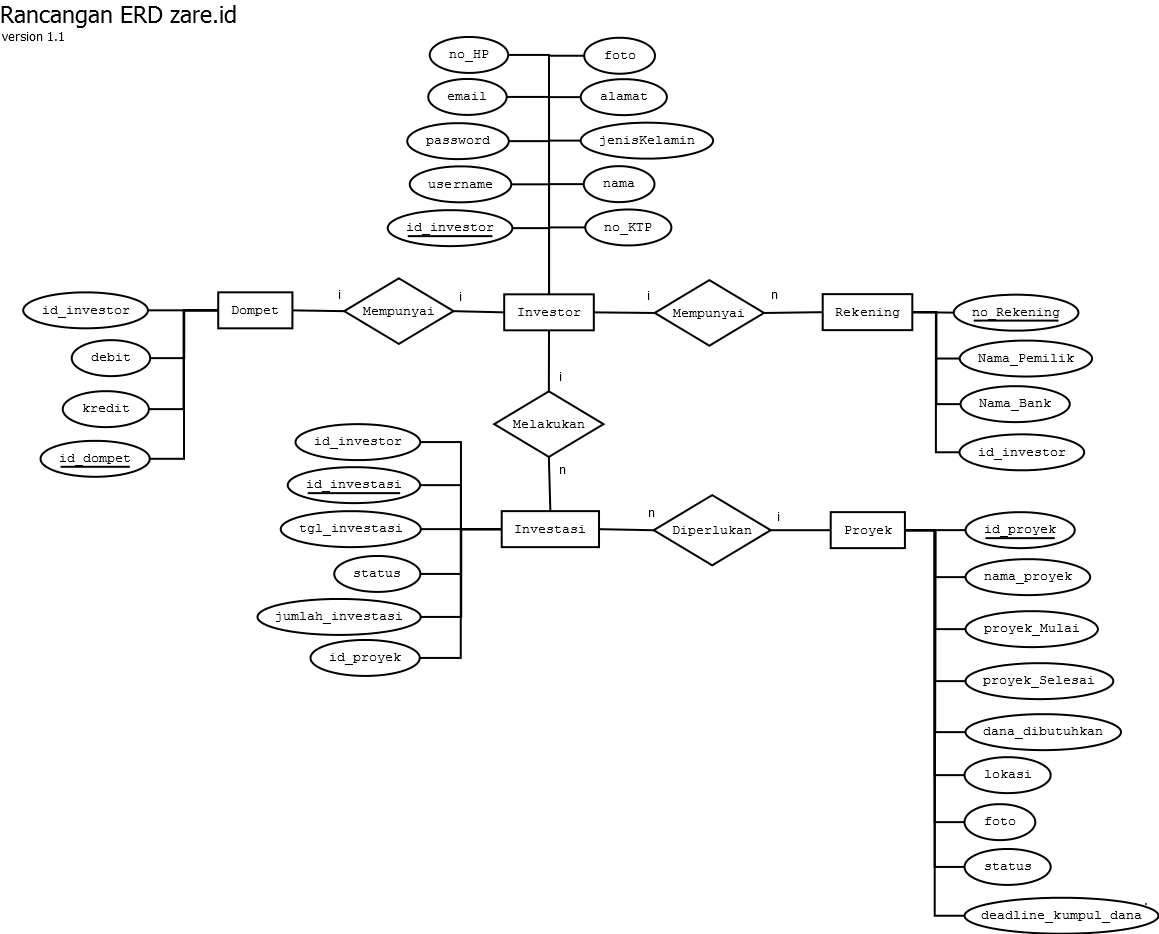 Rancangan ERD zare.id
version 1.1
no_HP
foto
email
alamat
password
jenisKelamin
username
nama
id_investor
no_KTP
id_investor
Dompet
i
Mempunyai
i
Investor
i
Mempunyai
n
Rekening
no_Rekening
debit
Nama_Pemilik
kredit
Nama_Bank
id_dompet
id_investor
i
Melakukan
n
id_investor
id_investasi
tgl_investasi
status
jumlah_investasi
id_proyek
Investasi
n
Diperlukan
i
Proyek
id_proyek
nama_proyek
proyek_Mulai
proyek_Selesai
dana_dibutuhkan
lokasi
foto
status
deadline_kumpul_dana